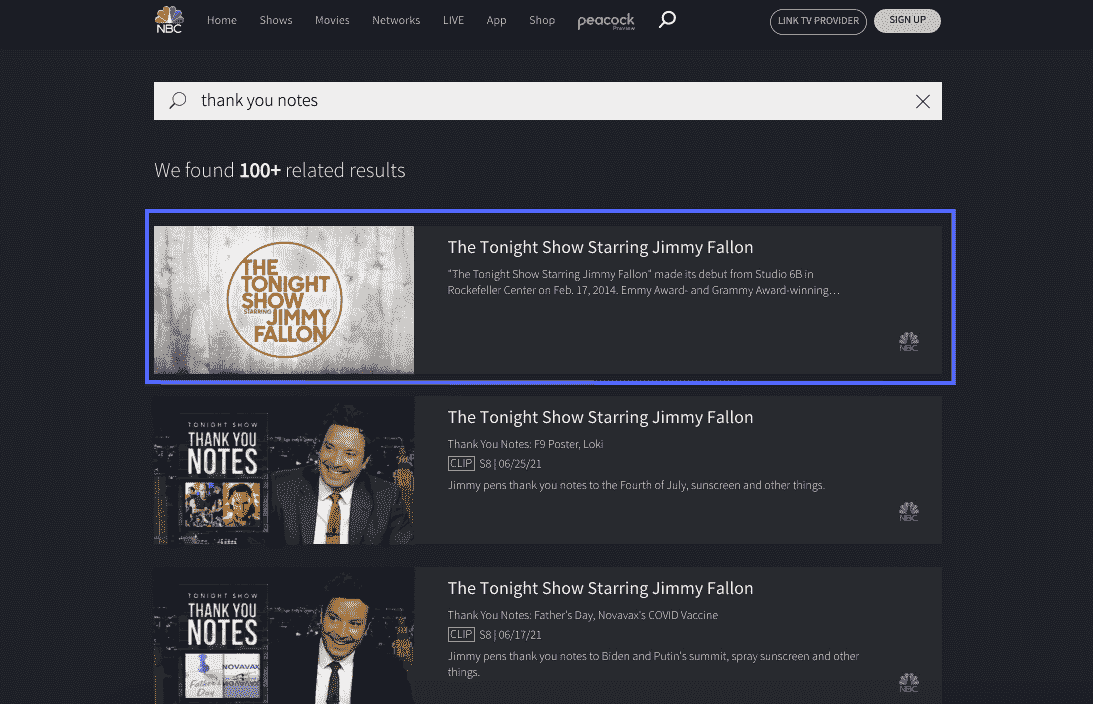 NBC
Home Shows Movies Networks LIVE App Shop peacock LINK TV PROVIDER SIGN UP
thank you notes
We found 100+ related results
THE
TONIGHT
SHOW
STARRING
JIMMY
FALLON
The Tonight Show Starring Jimmy Fallon
"The Tonight Show Starring Jimmy Fallon" made its debut from Studio 6B in
Rockefeller Center on Feb. 17, 2014. Emmy Award- and Grammy Award-winning…
NBC
TONIGHT SHOW
THANK YOU
NOTES
The Tonight Show Starring Jimmy Fallon
Thank You Notes: F9 Poster, Loki
CLIP S8 | 06/25/21
Jimmy pens thank you notes to the Fourth of July, sunscreen and other things.
NBC
TONIGHT SHOW
THANK YOU
NOTES
Father's
Day
NOVAVAX
The Tonight Show Starring Jimmy Fallon
Thank You Notes: Father's Day, Novavax's COVID Vaccine
CLIP S8 | 06/17/21
Jimmy pens thank you notes to Biden and Putin's summit, spray sunscreen and other
things.
NBC